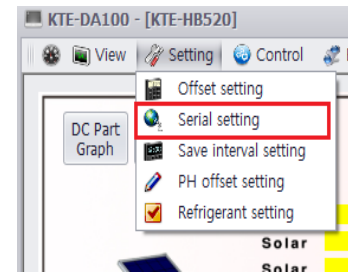 KTE-DA100 - [KTE-HB520]
View Setting Control
Offset setting
DC Part
Graph
Serial setting
Save interval setting
PH offset setting
Refrigerant setting
Solar
Solar